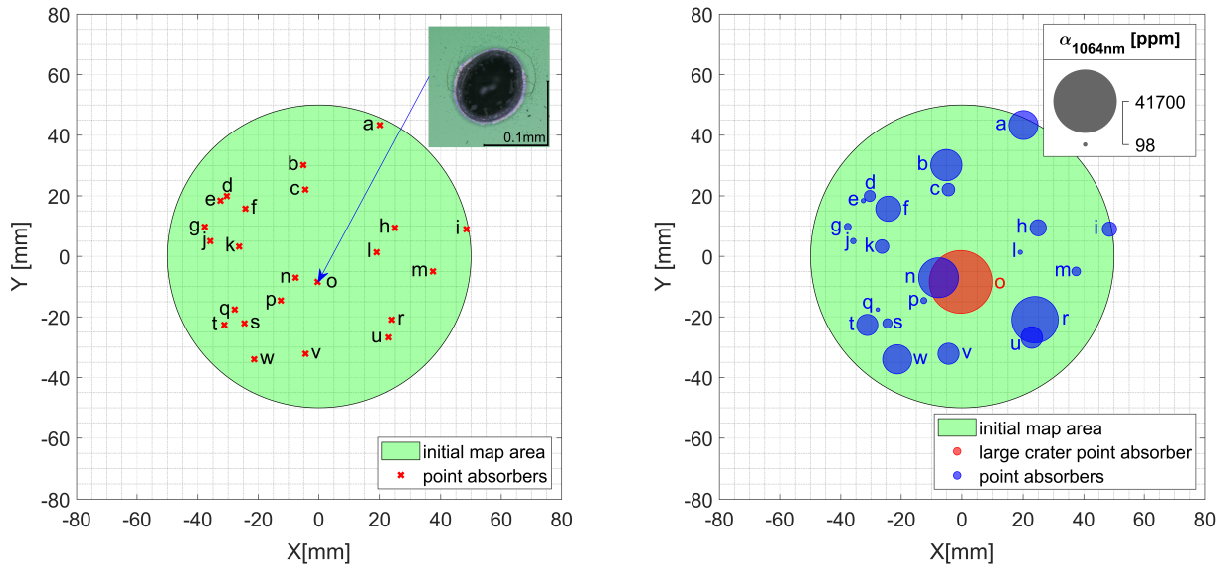 80
60
40
20
0
-20
-40
-60
-80
-80 -60 -40 -20 0 20 40 60 80
Y [mm]
X[mm]
0.1mm
a
b
c
d
e
f
g
h
i
j
k
l
m
n
o
p
q
s
r
t
u
v
w
initial map area
point absorbers
80
60
40
20
0
-20
-40
-60
-80
-80 -60 -40 -20 0 20 40 60 80
Y [mm]
X[mm]
α1064nm [ppm]
41700
98
a
b
c
d
e
f
g
h
i
j
k
l
m
n
o
p
q
s
r
t
u
v
w
initial map area
large crater point absorber
point absorbers